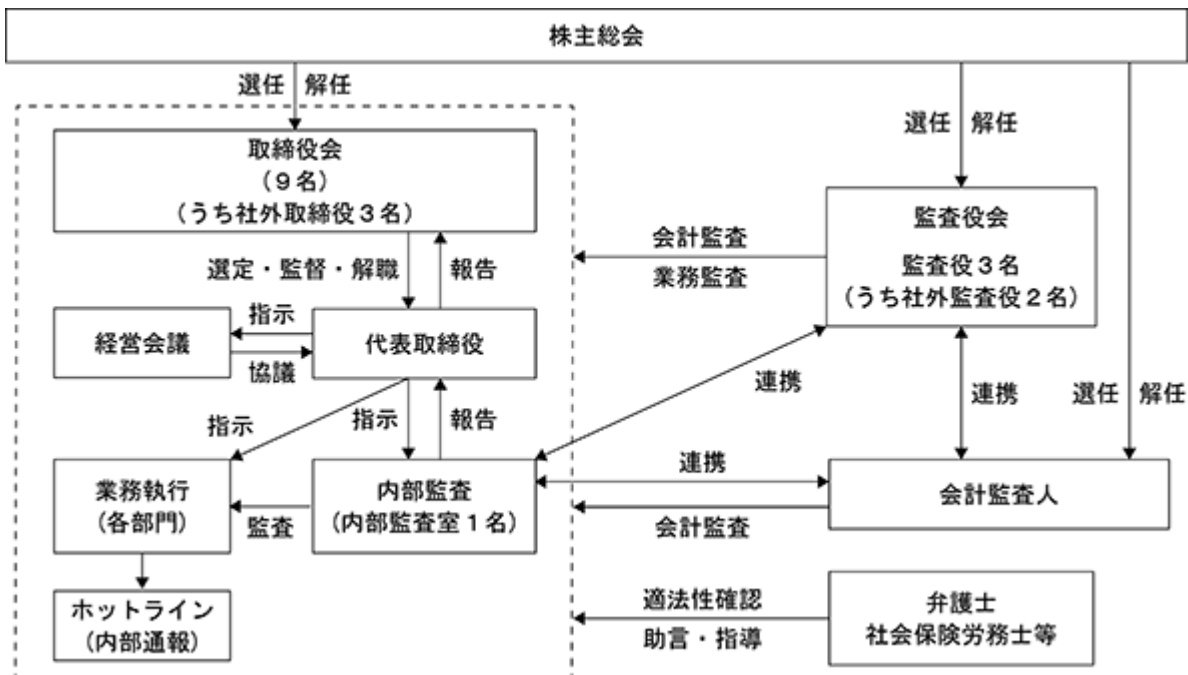 株主総会
選任 解任
取締役会
（９名）
（うち社外取締役３名）
選任 解任
監査役会
監査役３名
（うち社外監査役２名）
会計監査
業務監査
選定・監督・解職
報告
経営会議
指示
協議
代表取締役
連携
連携
選任 解任
指示
指示
報告
業務執行
（各部門）
監査
内部監査
（内部監査室１名）
連携
会計監査
会計監査人
ホットライン
（内部通報）
適法性確認
助言・指導
弁護士
社会保険労務士等